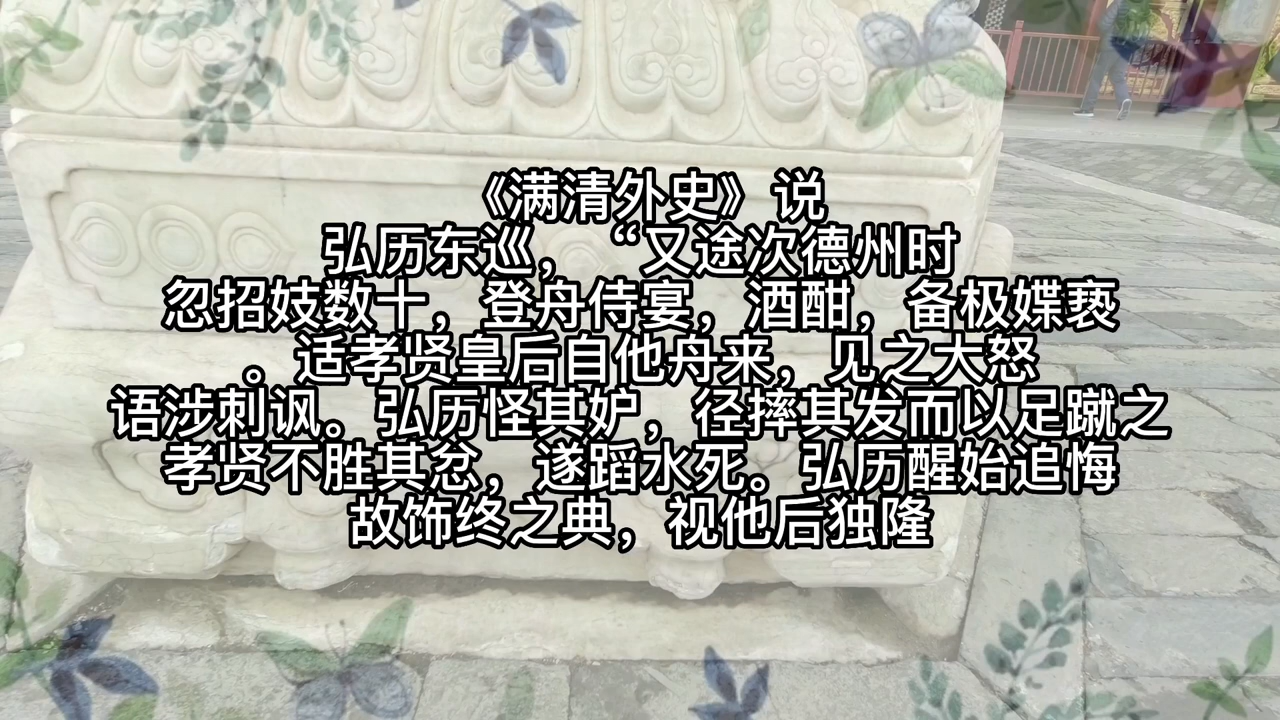 《满清外史》说
弘历东巡，“又途次德州时
忽招妓数十，登舟侍宴，酒酣，备极媟亵
。适孝贤皇后自他舟来，见之大怒
语涉刺讽。弘历怪其妒，径摔其发而以足蹴之
孝贤不胜其忿，遂蹈水死。弘历醒始追悔
故饰终之典，视他后独隆